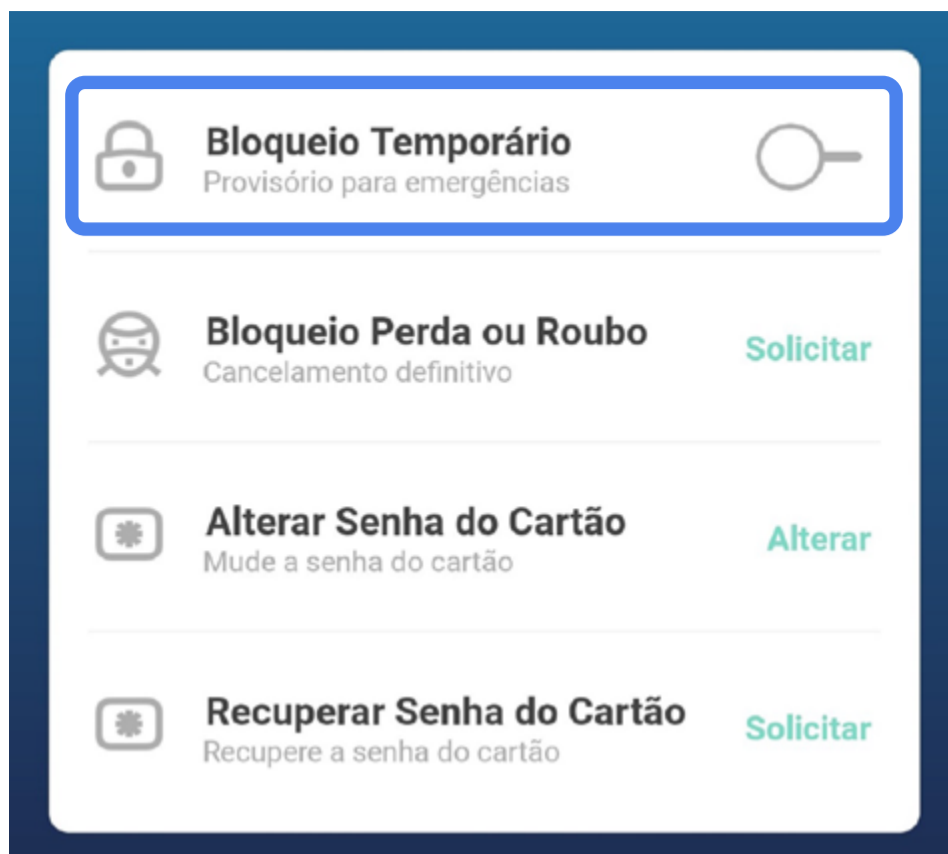 Bloqueio Temporário
Provisório para emergências
Bloqueio Perda ou Roubo
Cancelamento definitivo
Solicitar
Alterar Senha do Cartão
Mude a senha do cartão
Alterar
Recuperar Senha do Cartão
Recupere a senha do cartão
Solicitar